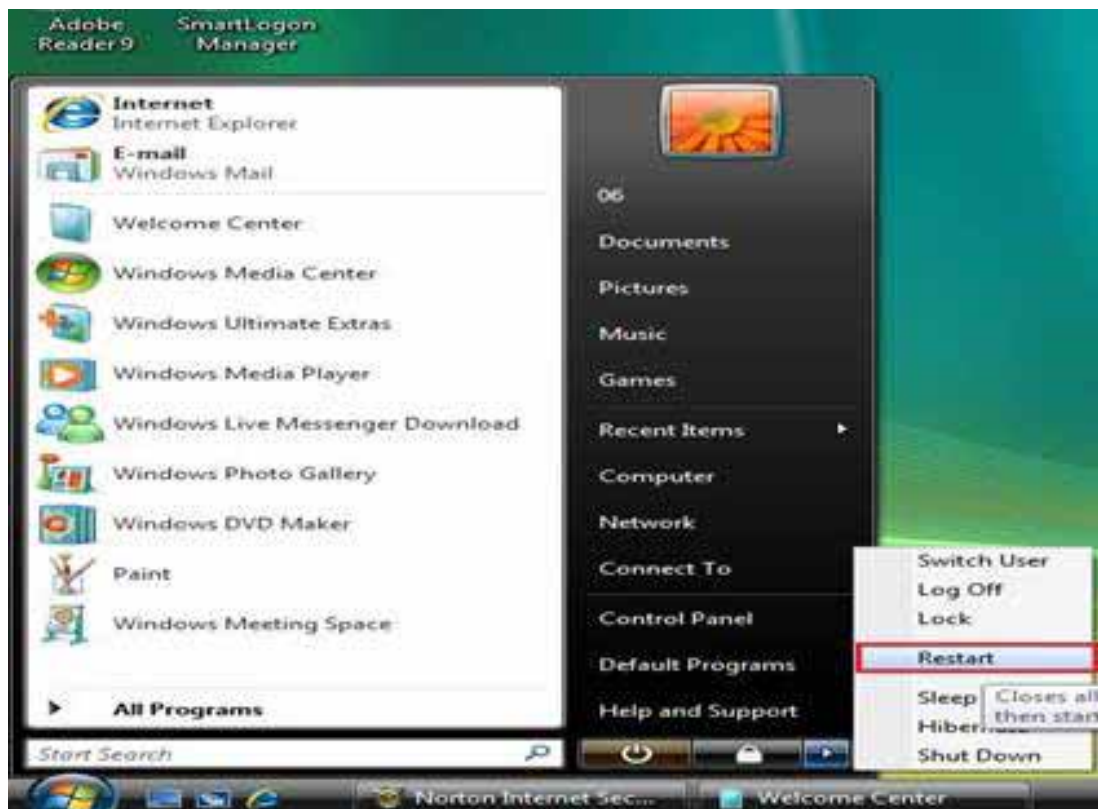 Adobe
Reader 9
SmartLogon
Manager
Internet
Internet Explorer
E-mail
Windows Mail
Welcome Center
Windows Media Center
Windows Ultimate Extras
Windows Media Player
Windows Live Messenger Download
Windows Photo Gallery
Windows DVD Maker
Paint
Windows Meeting Space
All Programs
Start Search
06
Documents
Pictures
Music
Games
Recent Items
Computer
Network
Connect To
Control Panel
Default Programs
Help and Support
Switch User
Log Off
Lock
Restart
Sleep
Closes all
then start
Shut Down
Norton Internet Sec...
Welcome Center